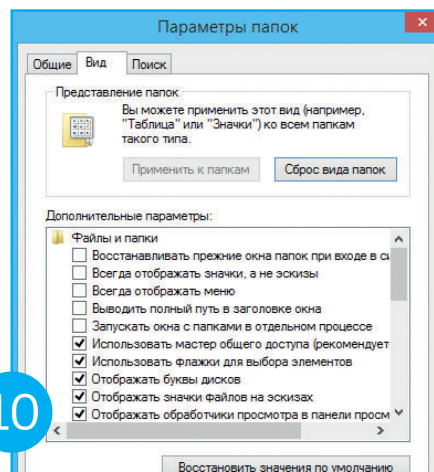 Параметры папок
Общие Вид Поиск
Представление папок
Вы можете применить этот вид (например,
"Таблица" или "Значки") ко всем папкам
такого типа.
Применить к папкам Сброс вида папок
Дополнительные параметры:
Файлы и папки
Восстанавливать прежние окна папок при входе в си
Всегда отображать значки, а не эскизы
Всегда отображать меню
Выводить полный путь в заголовке окна
Запускать окна с папками в отдельном процессе
Использовать мастер общего доступа (рекомендует
Использовать флажки для выбора элементов
Отображать буквы дисков
Отображать значки файлов на эскизах
Отображать обработчики просмотра в панели просм
10
Восстановить значения по умолчанию